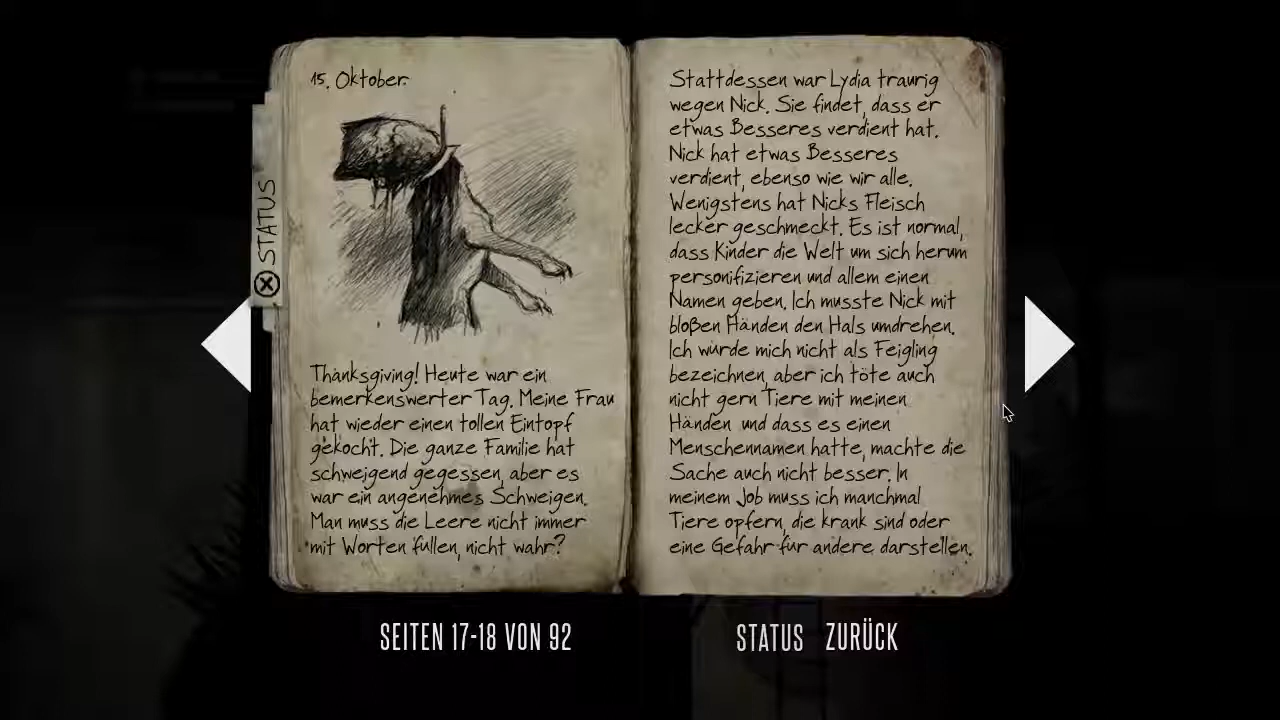 15. Oktober.
STATUS
Thanksgiving! Heute war ein
bemerkenswerter Tag. Meine Frau
hat wieder einen tollen Eintopf
gekocht. Die ganze Familie hat
schweigend gegessen, aber es
war ein angenehmes Schweigen.
Man muss die Leere nicht immer
mit Worten füllen, nicht wahr?
Stattdessen war Lydia traurig
wegen Nick. Sie findet, dass er
etwas Besseres verdient hat.
Nick hat etwas Besseres
verdient, ebenso wie wir alle.
Wenigstens hat Nicks Fleisch
lecker geschmeckt. Es ist normal,
dass Kinder die Welt um sich herum
personifizieren und allem einen
Namen geben. Ich musste Nick mit
bloßen Händen den Hals umdrehen.
Ich würde mich nicht als Feigling
bezeichnen, aber ich töte auch
nicht gern Tiere mit meinen
Händen und dass es einen
Menschennamen hatte, machte die
Sache auch nicht besser. In
meinem Job muss ich manchmal
Tiere opfern, die krank sind oder
eine Gefahr für andere darstellen.
SEITEN 17-18 VON 92
STATUS ZURÜCK